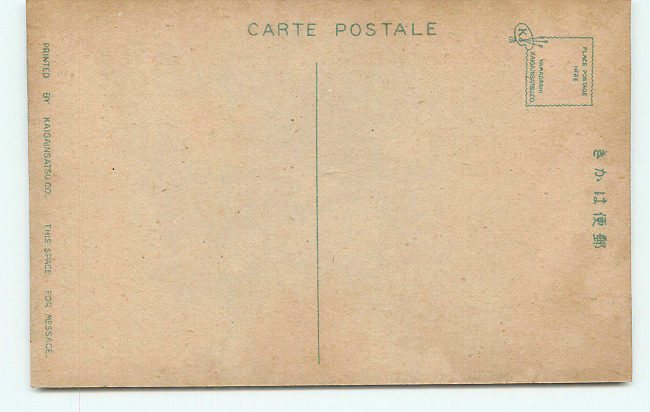 CARTE POSTALE
K
PLACE POSTAGE
HERE
KAIGAINSATSU.CO.
郵便はかき
PRINTED BY KAIGAINSATSU.CO. THIS SPACE FOR MESSAGE.